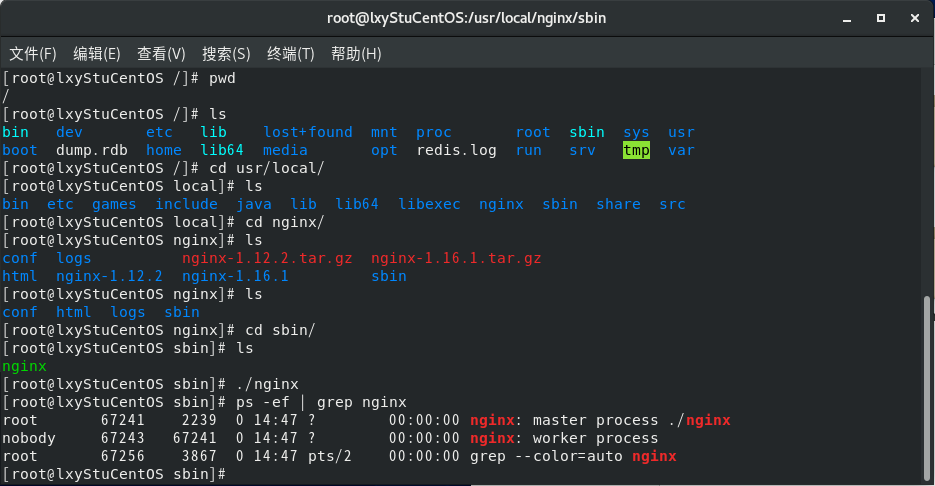 root@lxyStuCentOS:/usr/local/nginx/sbin
文件(F) 编辑(E) 查看(V) 搜索(S) 终端(T) 帮助(H)
[root@lxyStuCentOS /]# pwd
/
[root@lxyStuCentOS /]# ls
bin dev etc lib lost+found mnt proc root sbin sys usr
boot dump.rdb home lib64 media opt redis.log run srv tmp var
[root@lxyStuCentOS /]# cd usr/local/
[root@lxyStuCentOS local]# ls
bin etc games include java lib lib64 libexec nginx sbin share src
[root@lxyStuCentOS local]# cd nginx/
[root@lxyStuCentOS nginx]# ls
conf logs nginx-1.12.2.tar.gz nginx-1.16.1.tar.gz
html nginx-1.12.2 nginx-1.16.1 sbin
[root@lxyStuCentOS nginx]# ls
conf html logs sbin
[root@lxyStuCentOS nginx]# cd sbin/
[root@lxyStuCentOS sbin]# ls
nginx
[root@lxyStuCentOS sbin]# ./nginx
[root@lxyStuCentOS sbin]# ps -ef | grep nginx
root 67241 2239 0 14:47 ? 00:00:00 nginx: master process ./nginx
nobody 67243 67241 0 14:47 ? 00:00:00 nginx: worker process
root 67256 3867 0 14:47 pts/2 00:00:00 grep --color=auto nginx
[root@lxyStuCentOS sbin]#